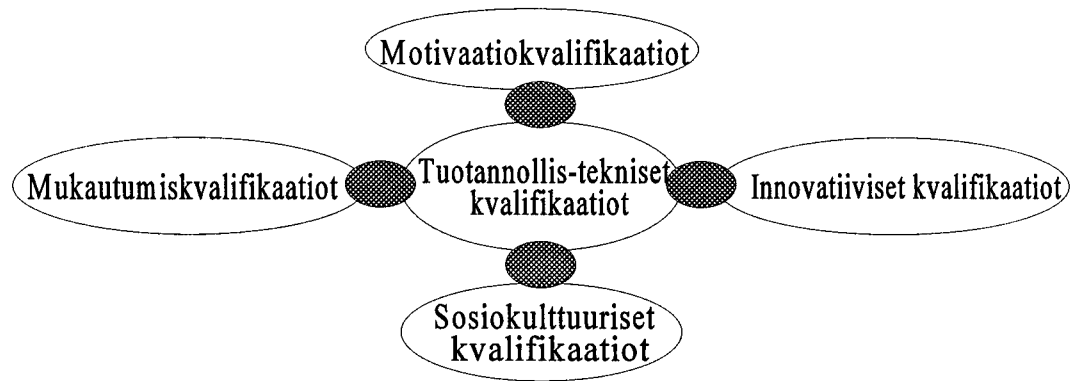 Motivaatiokvalifikaatiot
Mukautumiskvalifikaatiot
Tuotannollis-tekniset
kvalifikaatiot
Innovatiiviset kvalifikaatiot
Sosiokulttuuriset
kvalifikaatiot